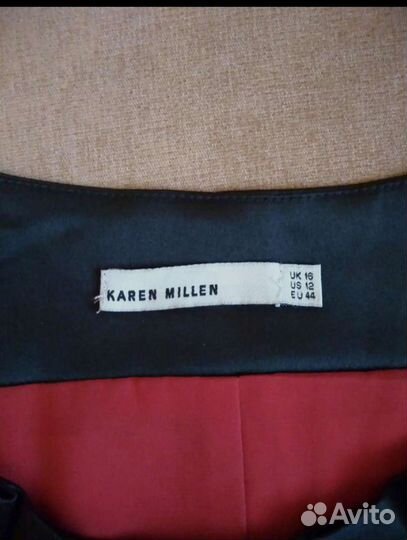 KAREN MILLEN
UK 16
US 12
EU 44
Avito